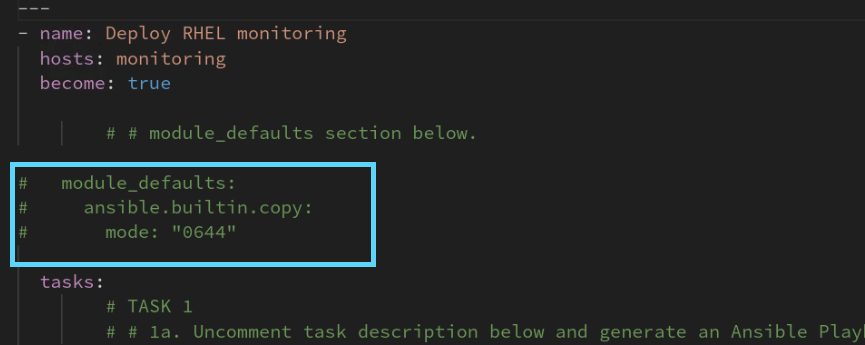 ---
- name: Deploy RHEL monitoring
  hosts: monitoring
  become: true
        # # module_defaults section below.
#   module_defaults:
#     ansible.builtin.copy:
#       mode: "0644"
  tasks:
        # TASK 1
        # # 1a. Uncomment task description below and generate an Ansible